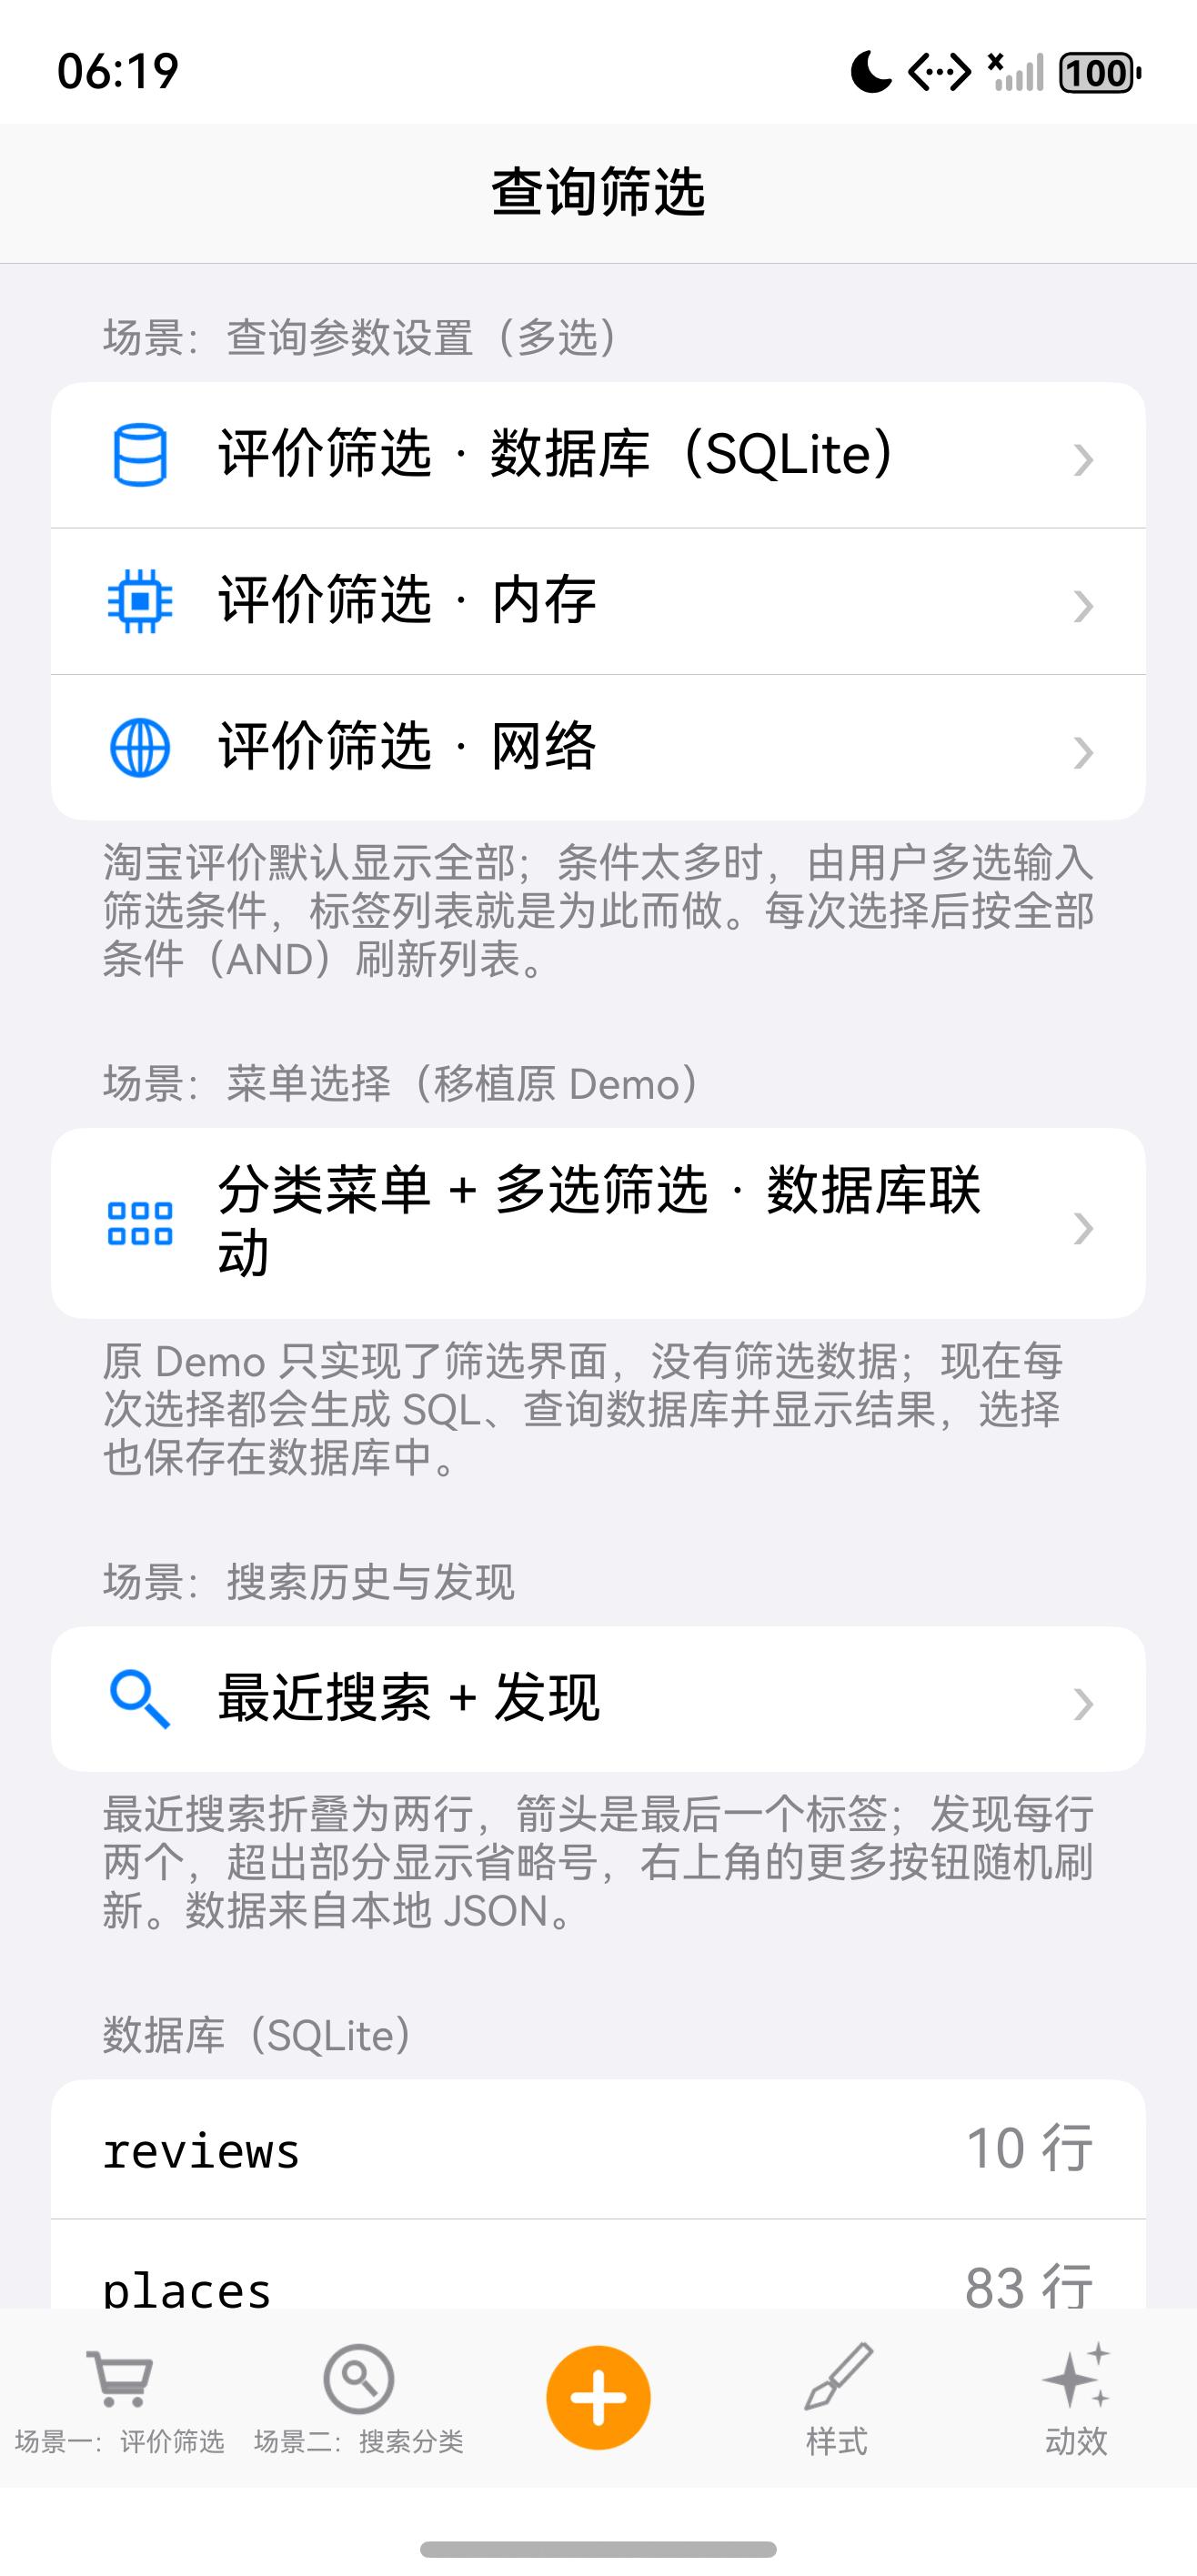 06:19
100
查询筛选
场景：查询参数设置（多选）
评价筛选 · 数据库（SQLite）
评价筛选 · 内存
评价筛选 · 网络
淘宝评价默认显示全部；条件太多时，由用户多选输入
筛选条件，标签列表就是为此而做。每次选择后按全部
条件（AND）刷新列表。
场景：菜单选择（移植原 Demo）
分类菜单 + 多选筛选 · 数据库联
动
原 Demo 只实现了筛选界面，没有筛选数据；现在每
次选择都会生成 SQL、查询数据库并显示结果，选择
也保存在数据库中。
场景：搜索历史与发现
最近搜索 + 发现
最近搜索折叠为两行，箭头是最后一个标签；发现每行
两个，超出部分显示省略号，右上角的更多按钮随机刷
新。数据来自本地 JSON。
数据库（SQLite）
reviews 10 行
places 83 行
场景一：评价筛选 场景二：搜索分类 样式 动效